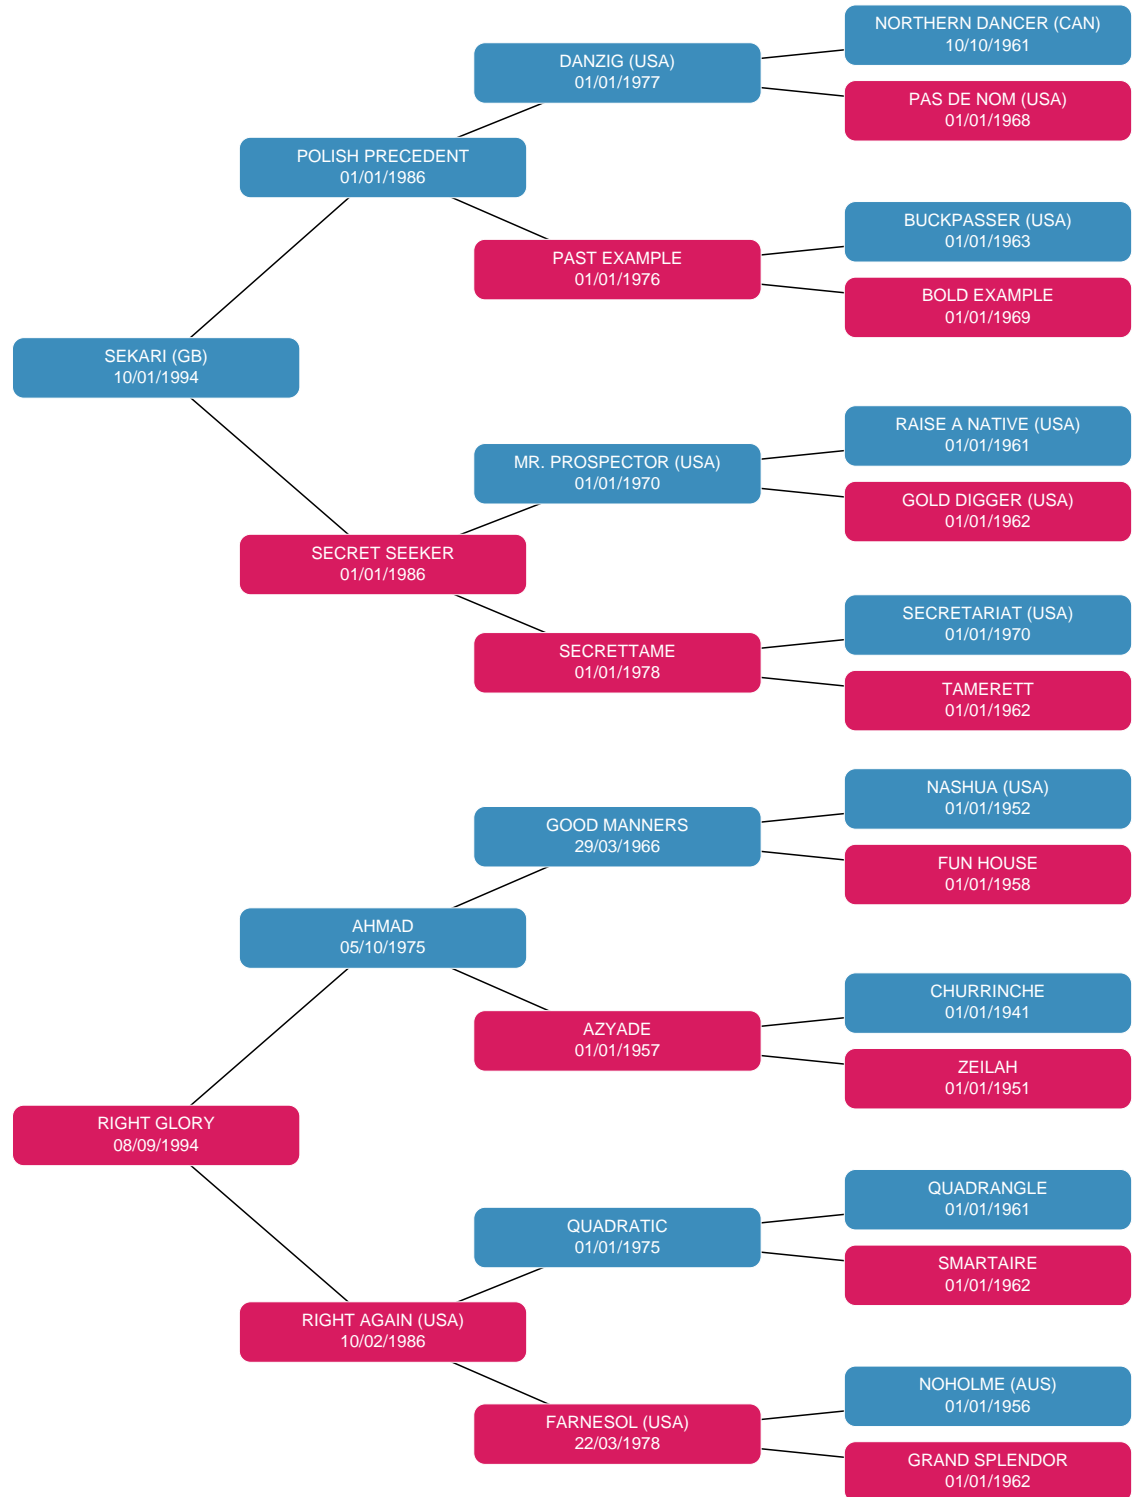 NORTHERN DANCER (CAN)
10/10/1961
DANZIG (USA)
01/01/1977
PAS DE NOM (USA)
01/01/1968
POLISH PRECEDENT
01/01/1986
BUCKPASSER (USA)
01/01/1963
PAST EXAMPLE
01/01/1976
BOLD EXAMPLE
01/01/1969
SEKARI (GB)
10/01/1994
RAISE A NATIVE (USA)
01/01/1961
MR. PROSPECTOR (USA)
01/01/1970
GOLD DIGGER (USA)
01/01/1962
SECRET SEEKER
01/01/1986
SECRETARIAT (USA)
01/01/1970
SECRETTAME
01/01/1978
TAMERETT
01/01/1962
NASHUA (USA)
01/01/1952
GOOD MANNERS
29/03/1966
FUN HOUSE
01/01/1958
AHMAD
05/10/1975
CHURRINCHE
01/01/1941
AZYADE
01/01/1957
ZEILAH
01/01/1951
RIGHT GLORY
08/09/1994
QUADRANGLE
01/01/1961
QUADRATIC
01/01/1975
SMARTAIRE
01/01/1962
RIGHT AGAIN (USA)
10/02/1986
NOHOLME (AUS)
01/01/1956
FARNESOL (USA)
22/03/1978
GRAND SPLENDOR
01/01/1962